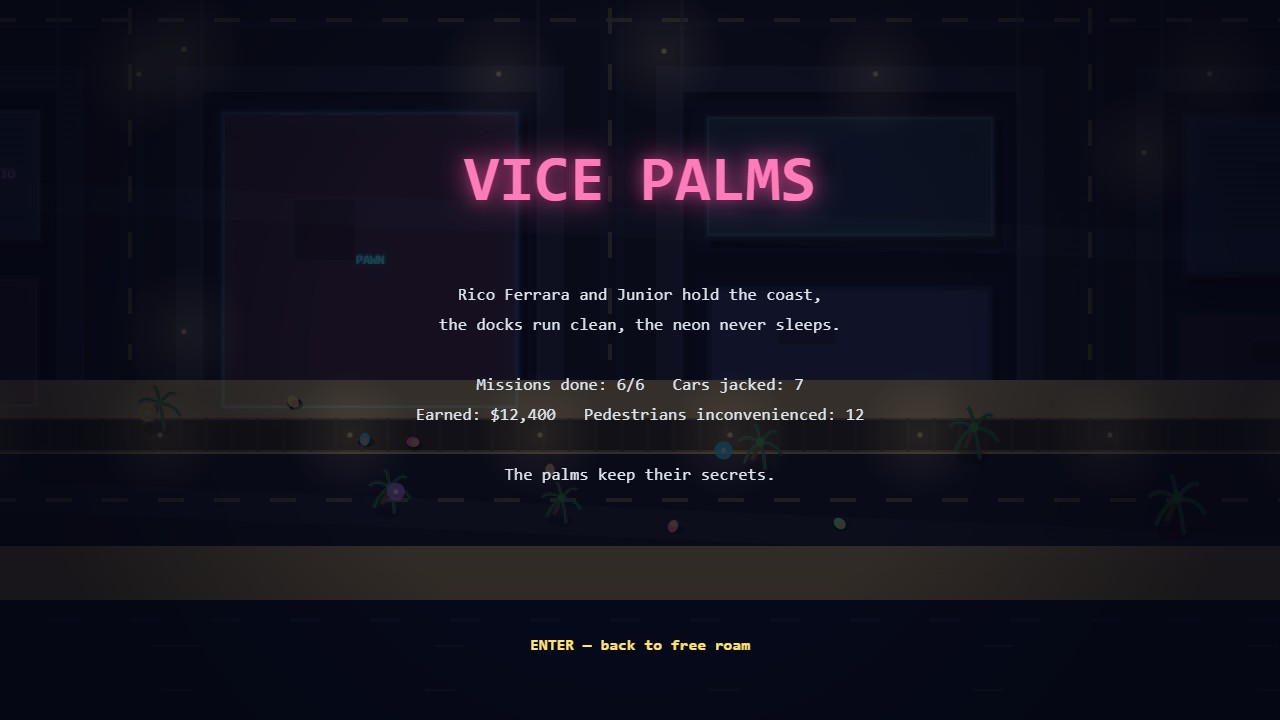 VICE PALMS
PAWN
Rico Ferrara and Junior hold the coast,
the docks run clean, the neon never sleeps.
Missions done: 6/6   Cars jacked: 7
Earned: $12,400   Pedestrians inconvenienced: 12
The palms keep their secrets.
ENTER — back to free roam